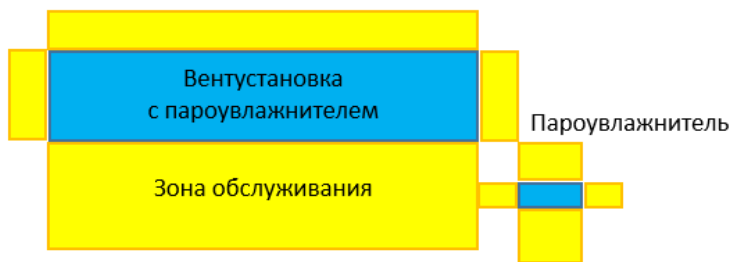 Вентустановка
с пароувлажнителем
Пароувлажнитель
Зона обслуживания